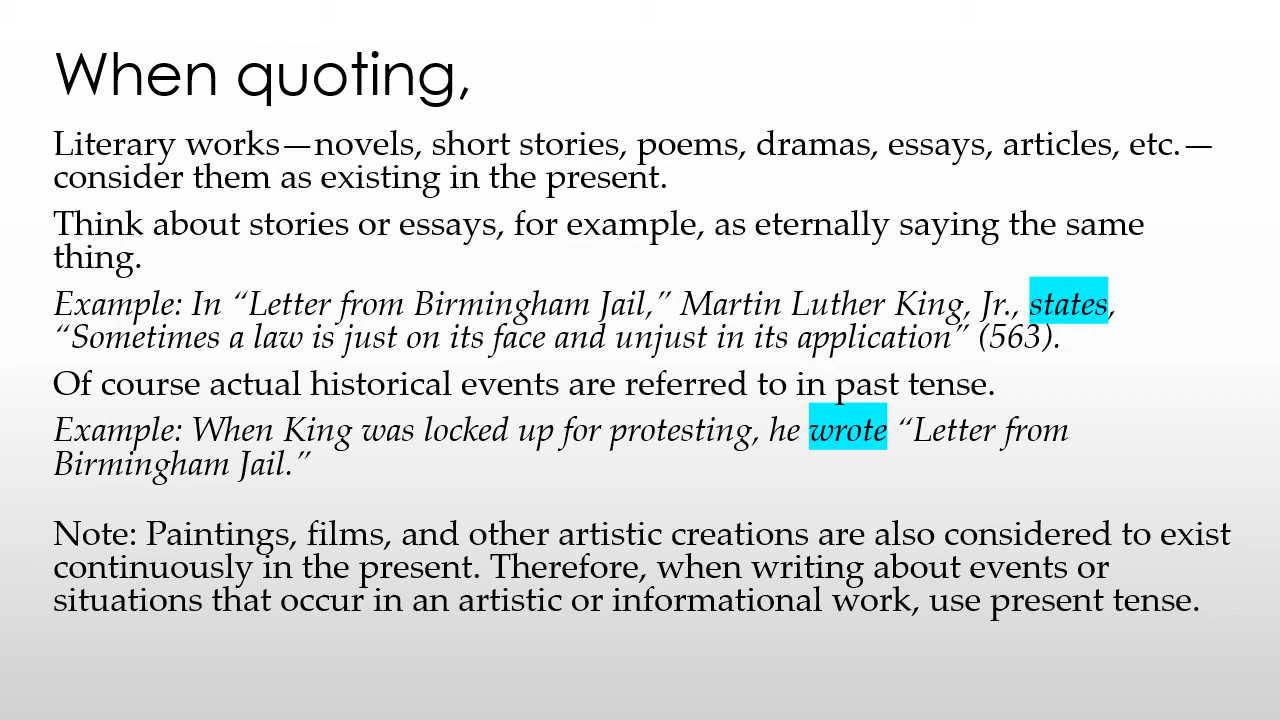 When quoting,
Literary works—novels, short stories, poems, dramas, essays, articles, etc.—
consider them as existing in the present.
Think about stories or essays, for example, as eternally saying the same
thing.
Example: In “Letter from Birmingham Jail,” Martin Luther King, Jr., states,
“Sometimes a law is just on its face and unjust in its application” (563).
Of course actual historical events are referred to in past tense.
Example: When King was locked up for protesting, he wrote “Letter from
Birmingham Jail.”
Note: Paintings, films, and other artistic creations are also considered to exist
continuously in the present. Therefore, when writing about events or
situations that occur in an artistic or informational work, use present tense.